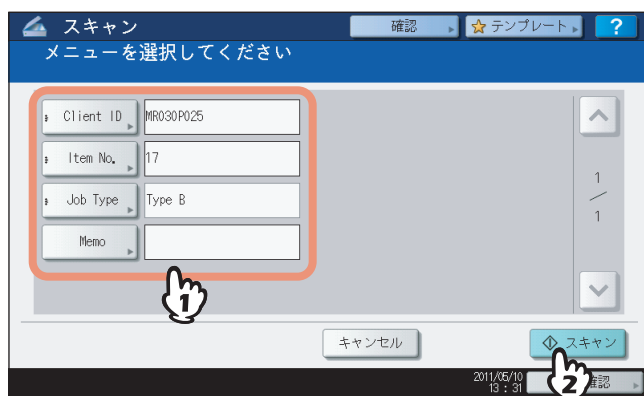 スキャン
確認
テンプレート
?
メニューを選択してください
Client ID
MR030P025
Item No.
17
Job Type
Type B
Memo
1
1
1
キャンセル
スキャン
2011/05/10
13 : 31
2
確認